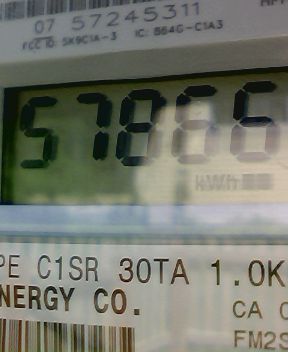 07 57245311
FCC ID: SK9C1A-3 IC: 864G-C1A3
57866
kWh
PE C1SR 30TA 1.0K
NERGY CO.
CA
FM2S